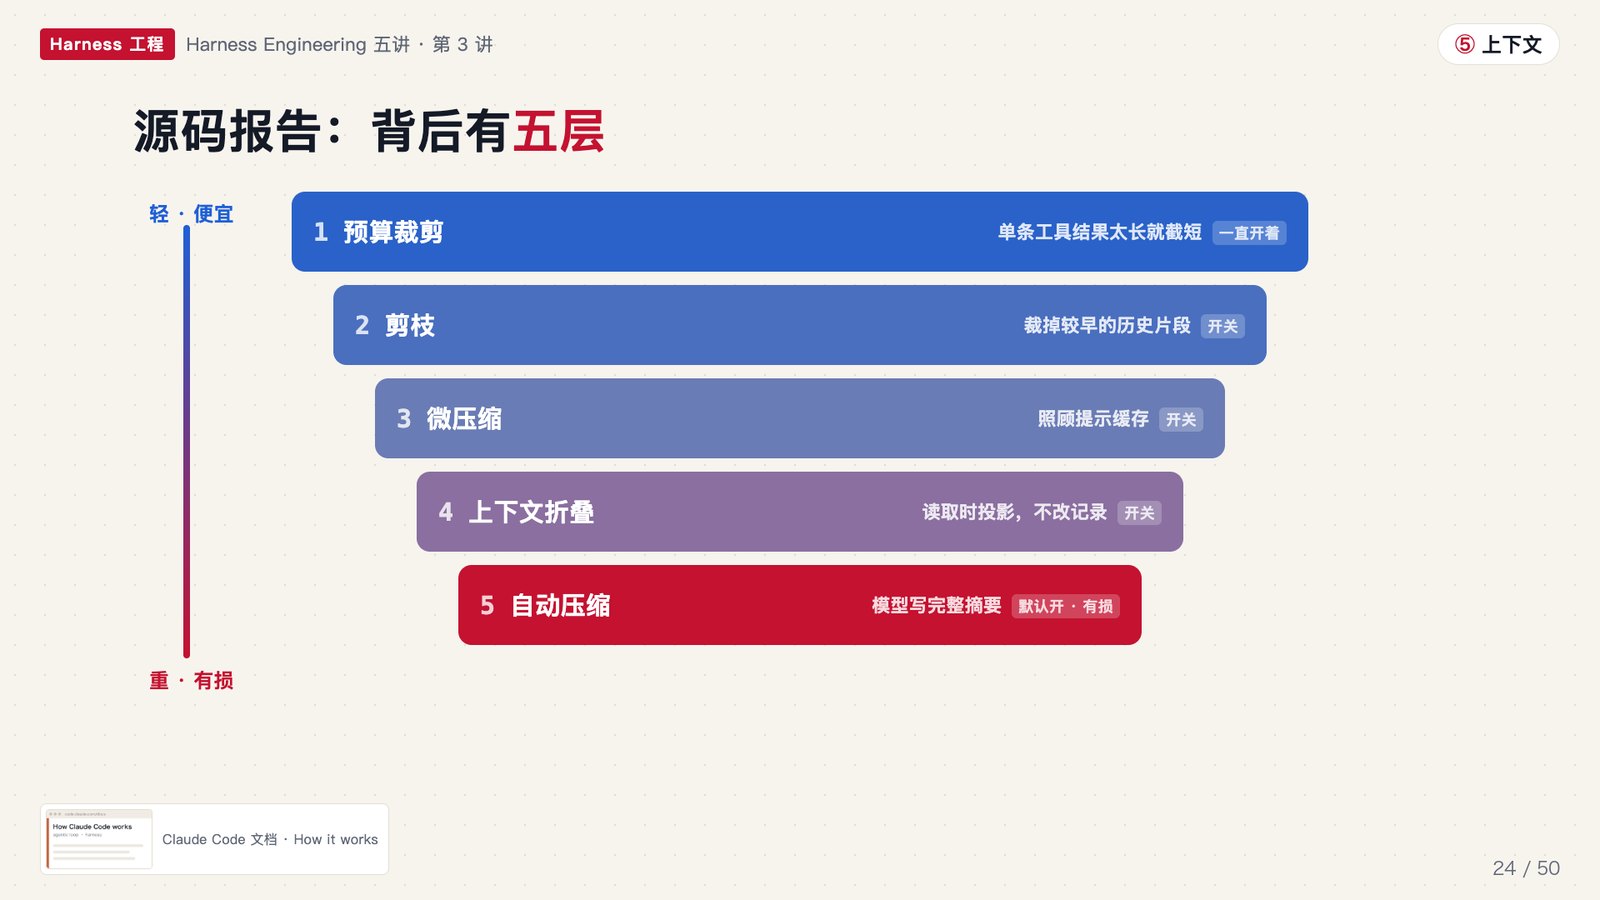 Harness 工程 Harness Engineering 五讲 · 第 3 讲
⑤ 上下文
源码报告：背后有五层
轻 · 便宜
1 预算裁剪 单条工具结果太长就截短 一直开着
2 剪枝 裁掉较早的历史片段 开关
3 微压缩 照顾提示缓存 开关
4 上下文折叠 读取时投影，不改记录 开关
5 自动压缩 模型写完整摘要 默认开 · 有损
重 · 有损
How Claude Code works
Claude Code 文档 · How it works
24 / 50